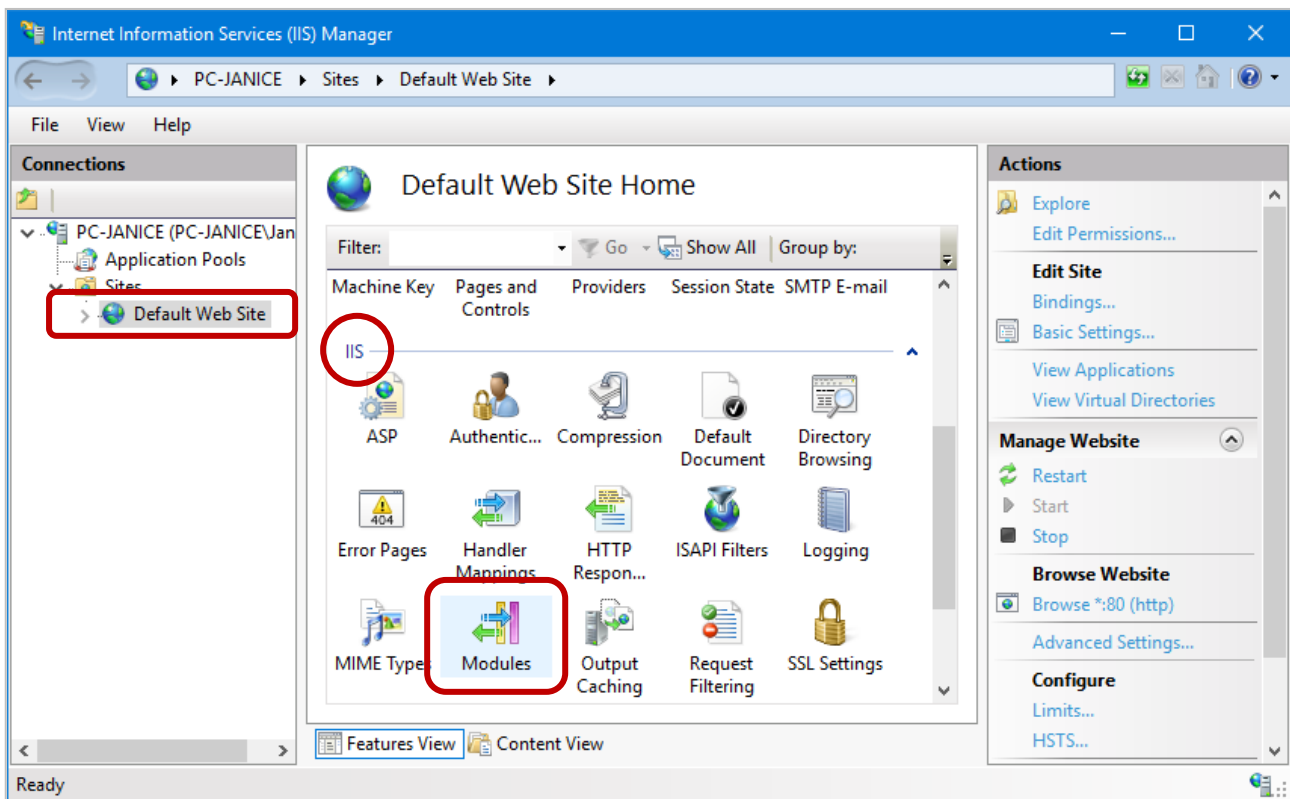 Internet Information Services (IIS) Manager
PC-JANICE Sites Default Web Site
File View Help
Connections
PC-JANICE (PC-JANICE\Jan
Application Pools
Sites
Default Web Site
Default Web Site Home
Filter: Go Show All Group by:
Machine Key Pages and Controls Providers Session State SMTP E-mail
IIS
ASP Authentic... Compression Default Document Directory Browsing
404
Error Pages Handler Mappings HTTP Respon... ISAPI Filters Logging
MIME Types Modules Output Caching Request Filtering SSL Settings
Features View Content View
Actions
Explore
Edit Permissions...
Edit Site
Bindings...
Basic Settings...
View Applications
View Virtual Directories
Manage Website
Restart
Start
Stop
Browse Website
Browse *:80 (http)
Advanced Settings...
Configure
Limits...
HSTS...
Ready